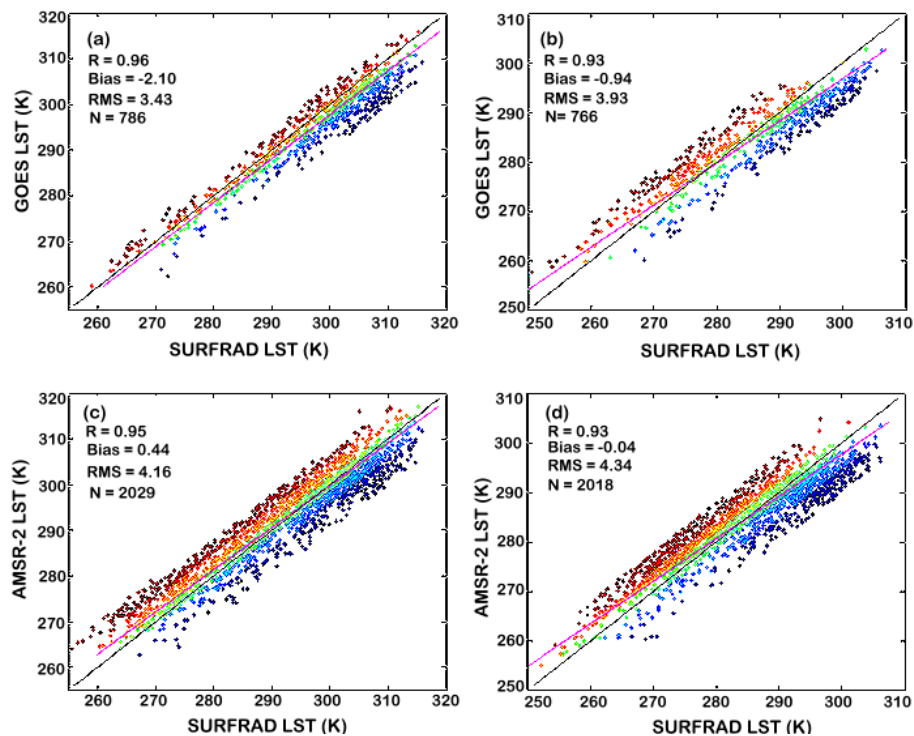 (a)
R = 0.96
Bias = -2.10
RMS = 3.43
N= 786
GOES LST (K)
320
310
300
290
280
270
260
260 270 280 290 300 310 320
SURFRAD LST (K)
(b)
R = 0.93
Bias = -0.94
RMS = 3.93
N= 766
GOES LST (K)
310
300
290
280
270
260
250
250 260 270 280 290 300 310
SURFRAD LST (K)
(c)
R = 0.95
Bias = 0.44
RMS = 4.16
N = 2029
AMSR-2 LST (K)
320
310
300
290
280
270
260
260 270 280 290 300 310 320
SURFRAD LST (K)
(d)
R = 0.93
Bias = -0.04
RMS = 4.34
N = 2018
AMSR-2 LST (K)
310
300
290
280
270
260
250
250 260 270 280 290 300 310
SURFRAD LST (K)